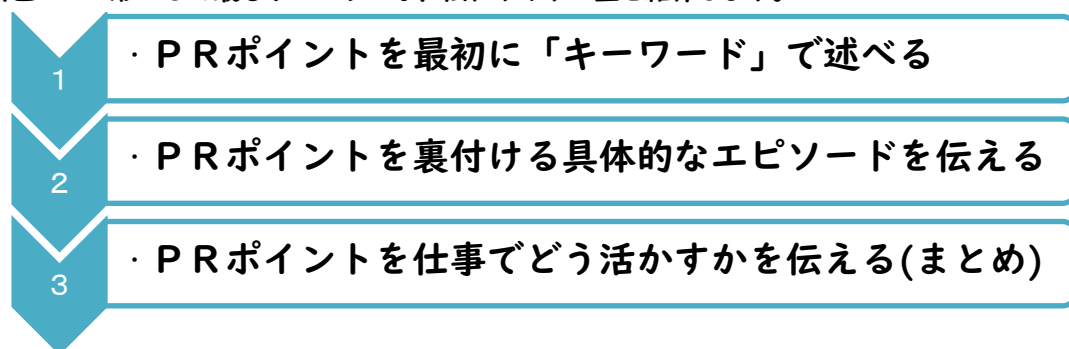 1
・ＰＲポイントを最初に「キーワード」で述べる
2
・ＰＲポイントを裏付ける具体的なエピソードを伝える
3
・ＰＲポイントを仕事でどう活かすかを伝える(まとめ)